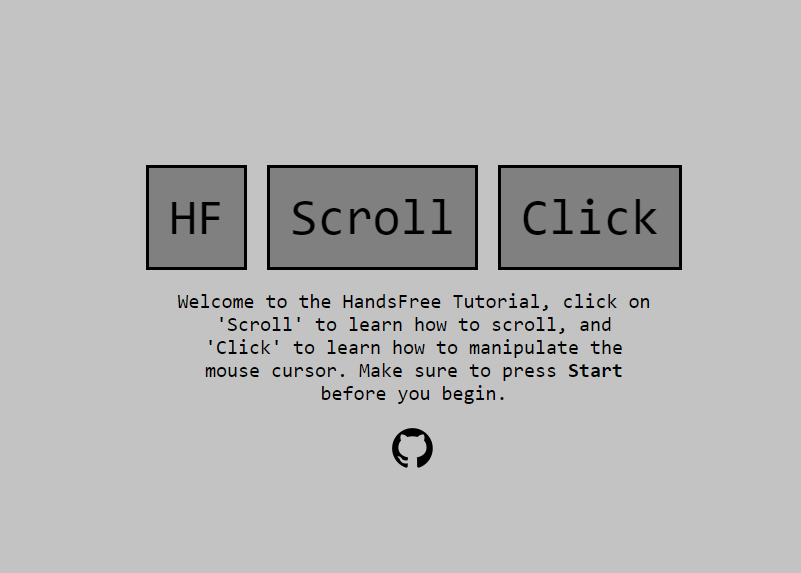 HF Scroll Click
Welcome to the HandsFree Tutorial, click on
'Scroll' to learn how to scroll, and
'Click' to learn how to manipulate the
mouse cursor. Make sure to press Start
before you begin.